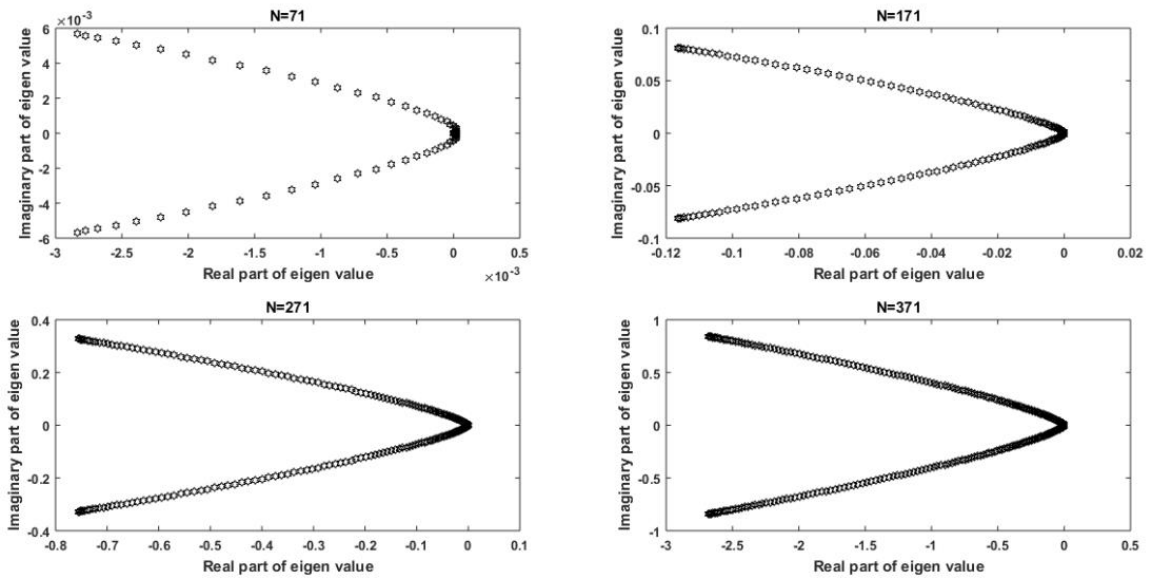 N=71
×10⁻³
6
4
2
0
-2
-4
-6
Imaginary part of eigen value
-3 -2.5 -2 -1.5 -1 -0.5 0 0.5
×10⁻³
Real part of eigen value
N=171
0.1
0.05
0
-0.05
-0.1
Imaginary part of eigen value
-0.12 -0.1 -0.08 -0.06 -0.04 -0.02 0 0.02
Real part of eigen value
N=271
0.4
0.2
0
-0.2
-0.4
Imaginary part of eigen value
-0.8 -0.7 -0.6 -0.5 -0.4 -0.3 -0.2 -0.1 0 0.1
Real part of eigen value
N=371
1
0.5
0
-0.5
-1
Imaginary part of eigen value
-3 -2.5 -2 -1.5 -1 -0.5 0 0.5
Real part of eigen value